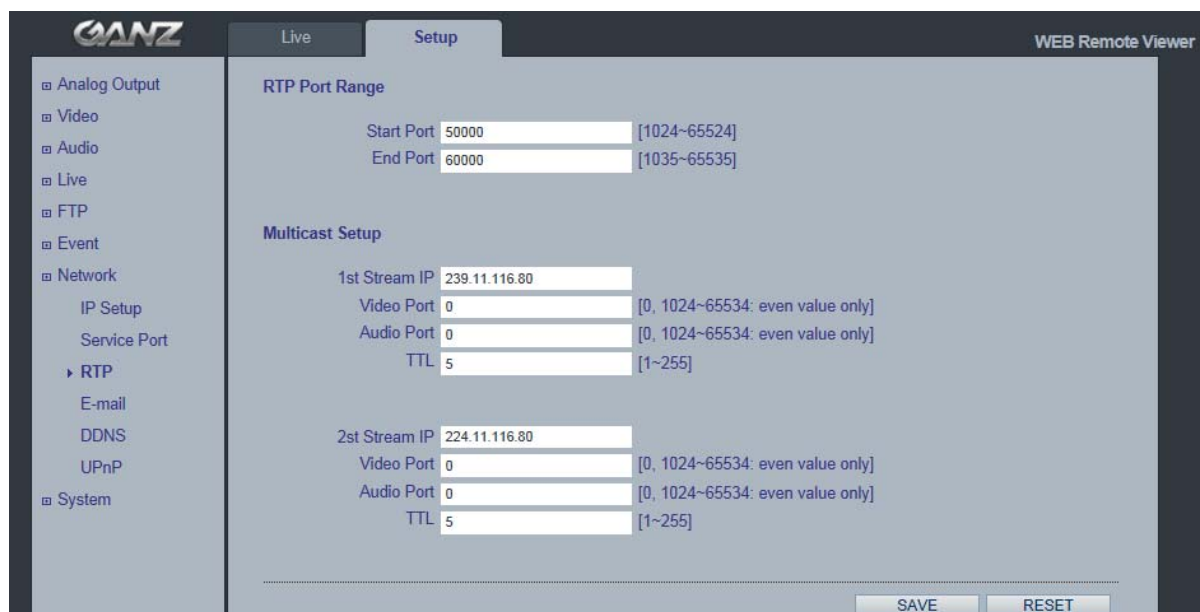 GANZ
Live
Setup
WEB Remote Viewer
Analog Output
Video
Audio
Live
FTP
Event
Network
IP Setup
Service Port
RTP
E-mail
DDNS
UPnP
System
RTP Port Range
Start Port 50000 [1024~65524]
End Port 60000 [1035~65535]
Multicast Setup
1st Stream IP 239.11.116.80
Video Port 0 [0, 1024~65534: even value only]
Audio Port 0 [0, 1024~65534: even value only]
TTL 5 [1~255]
2st Stream IP 224.11.116.80
Video Port 0 [0, 1024~65534: even value only]
Audio Port 0 [0, 1024~65534: even value only]
TTL 5 [1~255]
SAVE RESET